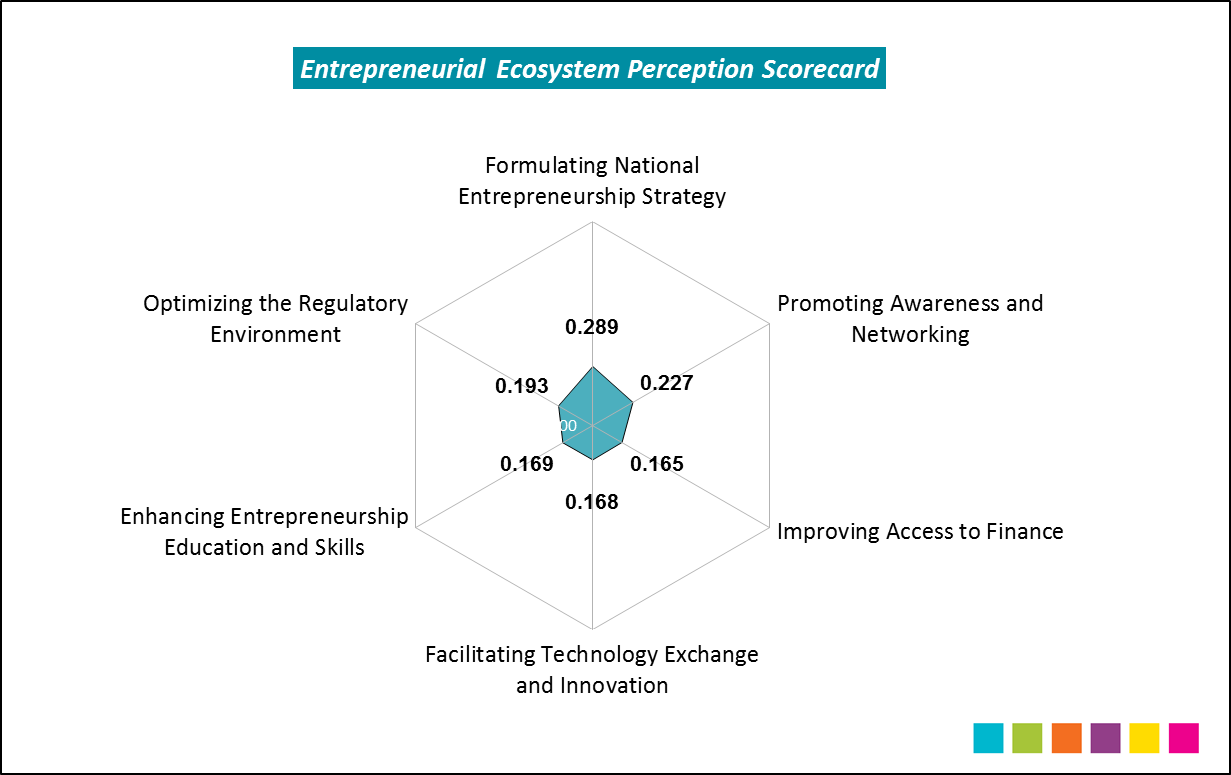 Entrepreneurial Ecosystem Perception Scorecard
Formulating National
Entrepreneurship Strategy
Optimizing the Regulatory
Environment
Promoting Awareness and
Networking
0.289
0.193
0.227
00
0.169
0.165
0.168
Enhancing Entrepreneurship
Education and Skills
Improving Access to Finance
Facilitating Technology Exchange
and Innovation